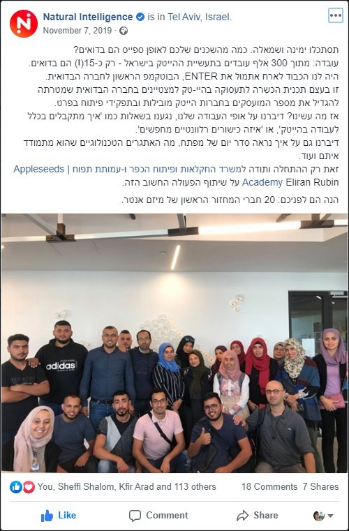 Natural Intelligence is in Tel Aviv, Israel.
November 7, 2019
תסתכלו ימינה ושמאלה. כמה מהשכנים שלכם לאופן ספייס הם בדואים?
עובדה: מתוך 300 אלף עובדים בתעשיית ההייטק בישראל - רק כ-15(!) הם בדואים.
היה לנו הכבוד לארח אתמול את ENTER, הבוטקמפ הראשון לחברה הבדואית.
זו בעצם תכנית הכשרה לתעסוקה בהיי-טק למצטיינים בחברה הבדואית שמטרתה
להגדיל את מספר המועסקים בחברות הייטק מובילות ובתפקידי פיתוח בפרט.
אז מה עשינו? דיברנו על אופי העבודה שלנו, נגענו בשאלות כמו 'איך מתקבלים בכלל
לעבודה בהייטק', או 'איזה כישורים רלוונטיים מחפשים'.
דיברנו גם על איך נראה סדר יום של מפתח, מה האתגרים הטכנולוגיים שהוא מתמודד
איתם ועוד.
זאת רק ההתחלה ותודה למשרד החקלאות ופיתוח הכפר ו-עמותת תפוח | Appleseeds
Academy Eliran Rubin על שיתוף הפעולה החשוב הזה.
הנה הם לפניכם: 20 חברי המחזור הראשון של מיזם אנטר.
adidas
You, Sheffi Shalom, Kfir Arad and 113 others 18 Comments 7 Shares
Like Comment Share